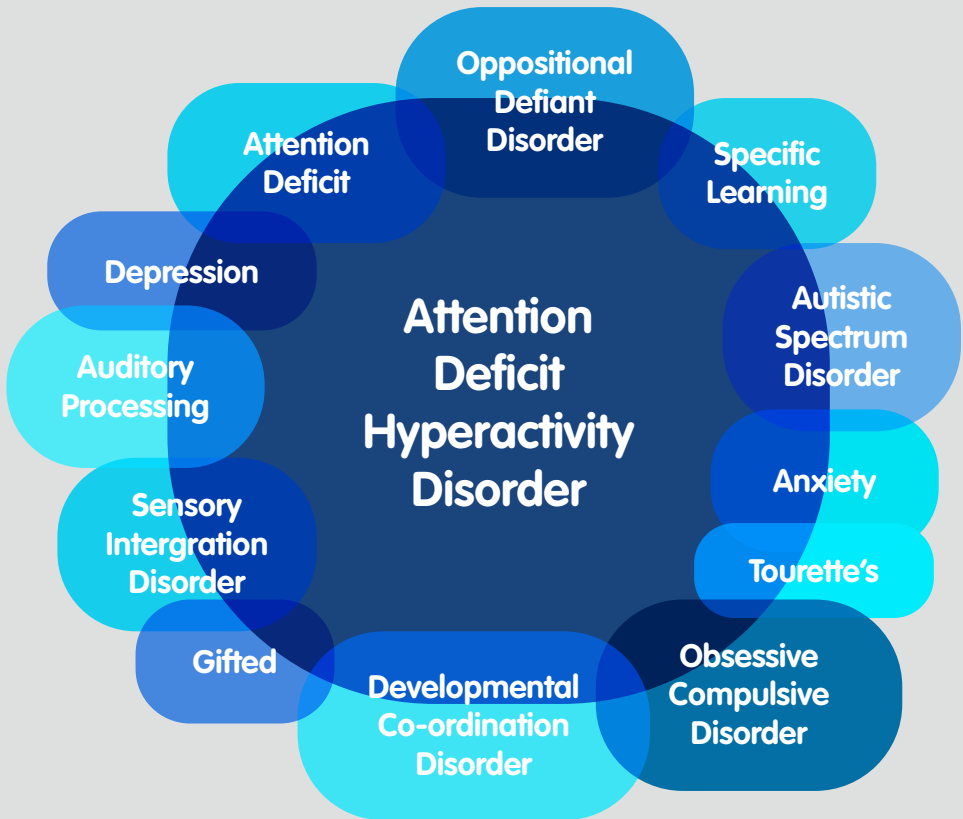 Oppositional
Defiant
Disorder
Attention
Deficit
Specific
Learning
Depression
Autistic
Spectrum
Disorder
Attention
Deficit
Hyperactivity
Disorder
Auditory
Processing
Anxiety
Sensory
Intergration
Disorder
Tourette's
Gifted
Obsessive
Compulsive
Disorder
Developmental
Co-ordination
Disorder